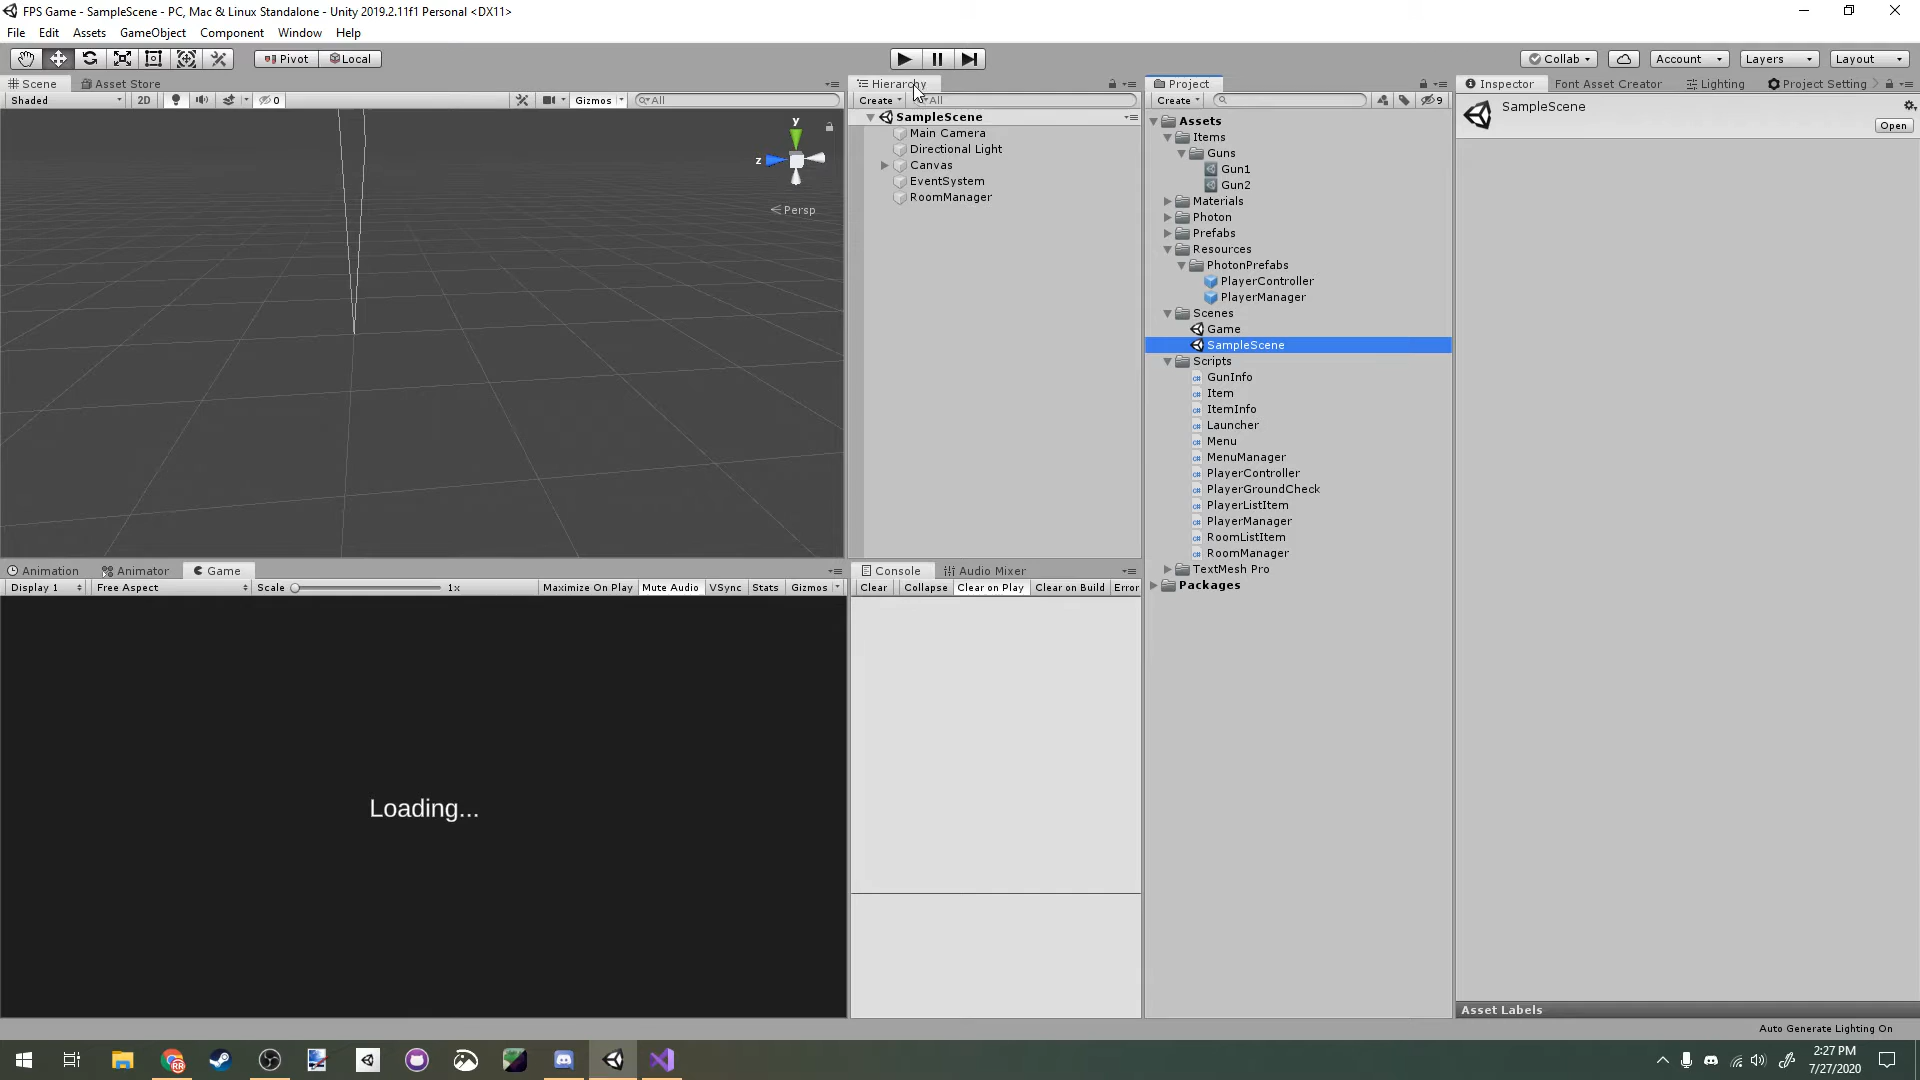 FPS Game - SampleScene - PC, Mac & Linux Standalone - Unity 2019.2.11f1 Personal <DX11>
File Edit Assets GameObject Component Window Help
Pivot Local Collab Account Layers Layout
Scene Asset Store
Shaded 2D 0 Gizmos All
y
z
Persp
Hierarchy
Create All
SampleScene
Main Camera
Directional Light
Canvas
EventSystem
RoomManager
Project
Create 9
Assets
Items
Guns
Gun1
Gun2
Materials
Photon
Prefabs
Resources
PhotonPrefabs
PlayerController
PlayerManager
Scenes
Game
SampleScene
Scripts
GunInfo
Item
ItemInfo
Launcher
Menu
MenuManager
PlayerController
PlayerGroundCheck
PlayerListItem
PlayerManager
RoomListItem
RoomManager
TextMesh Pro
Packages
Inspector Font Asset Creator Lighting Project Setting
SampleScene
Open
Animation Animator Game
Display 1 Free Aspect Scale 1x Maximize On Play Mute Audio VSync Stats Gizmos
Loading...
Console Audio Mixer
Clear Collapse Clear on Play Clear on Build Error
Asset Labels
Auto Generate Lighting On
2:27 PM
7/27/2020